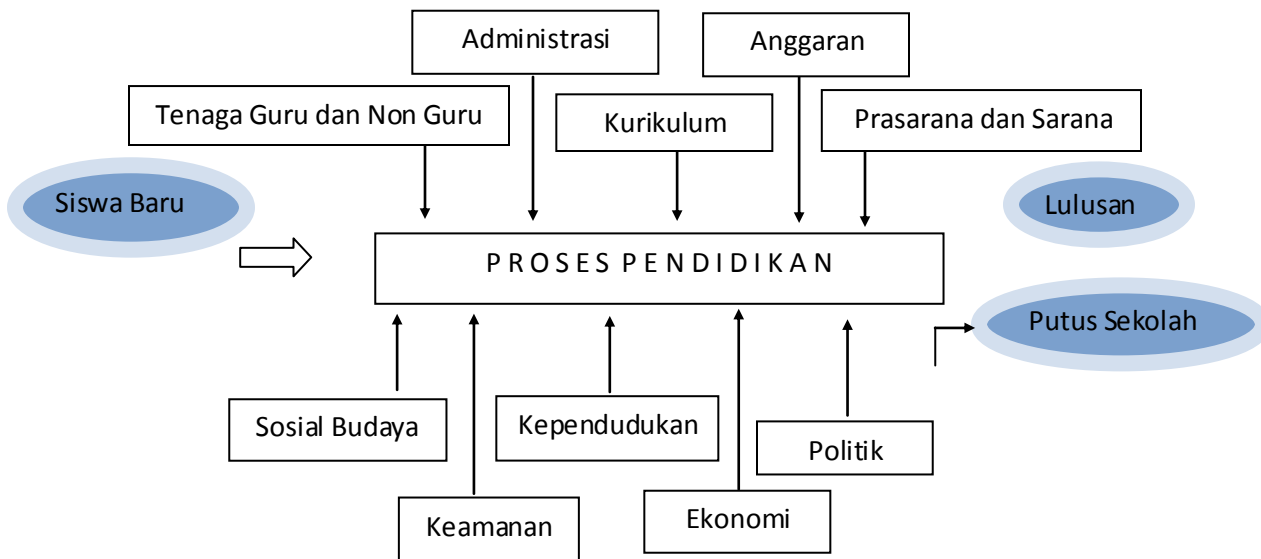 Administrasi
Anggaran
Tenaga Guru dan Non Guru
Kurikulum
Prasarana dan Sarana
Siswa Baru
Lulusan
P R O S E S P E N D I D I K A N
Putus Sekolah
Sosial Budaya
Kependudukan
Politik
Keamanan
Ekonomi